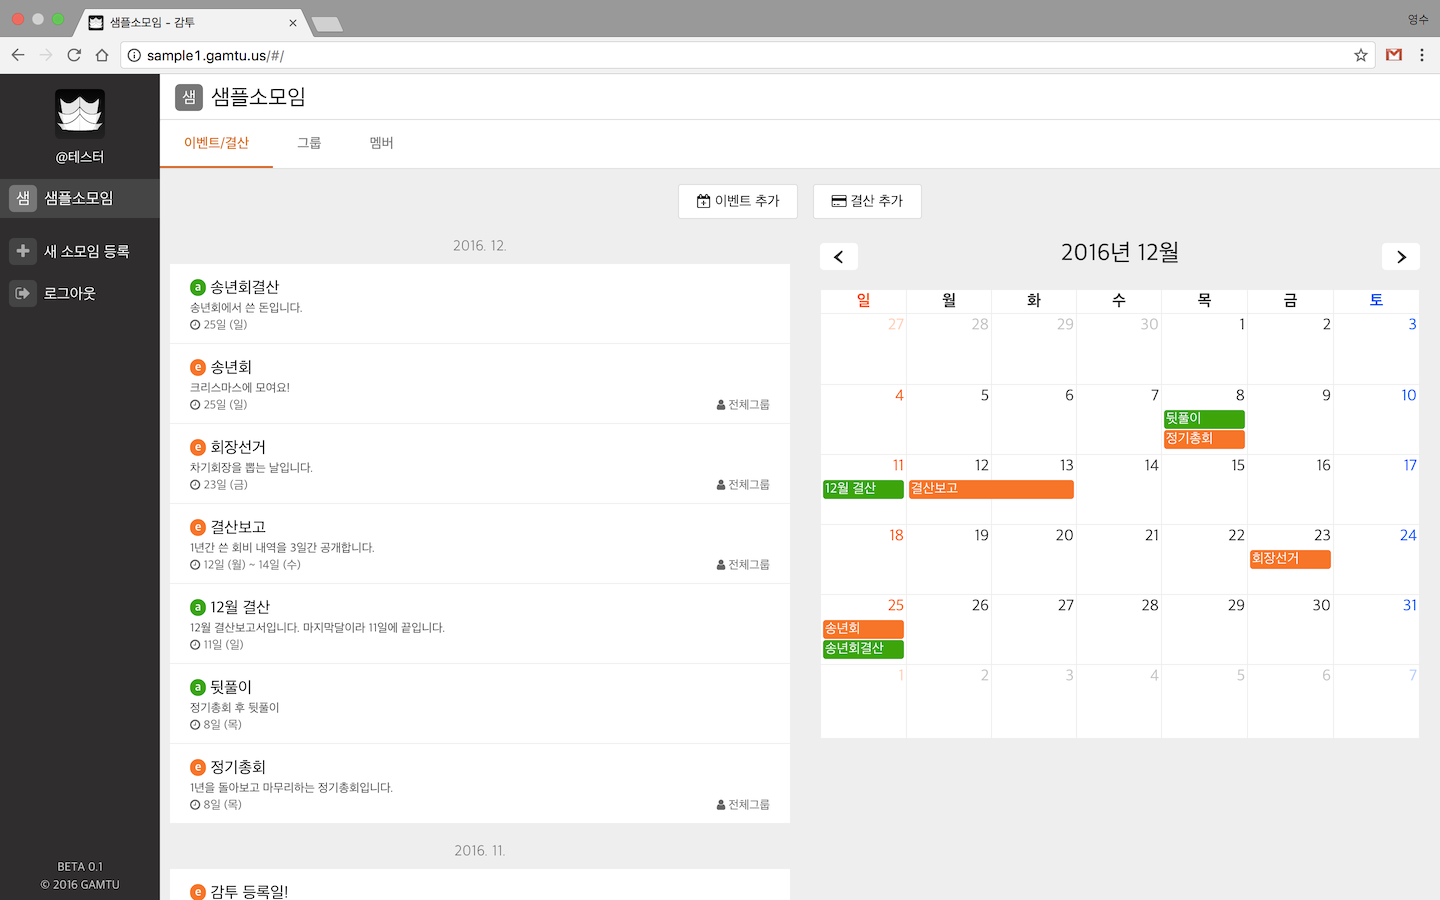 샘플소모임 - 감투
영수
sample1.gamtu.us/#/
@테스터
샘 샘플소모임
새 소모임 등록
로그아웃
BETA 0.1
© 2016 GAMTU
샘 샘플소모임
이벤트/결산 그룹 멤버
이벤트 추가 결산 추가
2016. 12.
a 송년회결산
송년회에서 쓴 돈입니다.
25일 (일)
e 송년회
크리스마스에 모여요!
25일 (일) 전체그룹
e 회장선거
차기회장을 뽑는 날입니다.
23일 (금) 전체그룹
e 결산보고
1년간 쓴 회비 내역을 3일간 공개합니다.
12일 (월) ~ 14일 (수) 전체그룹
a 12월 결산
12월 결산보고서입니다. 마지막달이라 11일에 끝입니다.
11일 (일)
a 뒷풀이
정기총회 후 뒷풀이
8일 (목)
e 정기총회
1년을 돌아보고 마무리하는 정기총회입니다.
8일 (목) 전체그룹
2016. 11.
e 감투 등록일!
2016년 12월
일 월 화 수 목 금 토
27 28 29 30 1 2 3
4 5 6 7 8 9 10
뒷풀이
정기총회
11 12 13 14 15 16 17
12월 결산 결산보고
18 19 20 21 22 23 24
회장선거
25 26 27 28 29 30 31
송년회
송년회결산
1 2 3 4 5 6 7